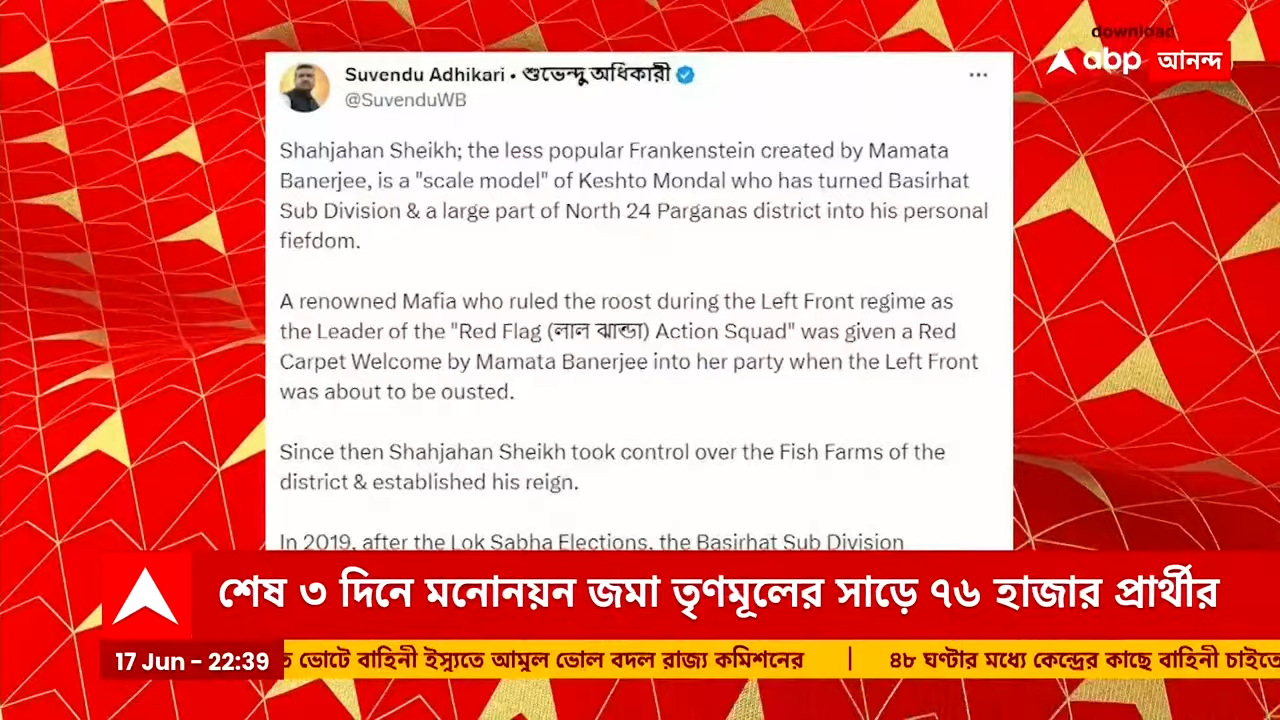 download
abp আনন্দ
Suvendu Adhikari • শুভেন্দু অধিকারী
@SuvenduWB
Shahjahan Sheikh; the less popular Frankenstein created by Mamata
Banerjee, is a "scale model" of Keshto Mondal who has turned Basirhat
Sub Division & a large part of North 24 Parganas district into his personal
fiefdom.
A renowned Mafia who ruled the roost during the Left Front regime as
the Leader of the "Red Flag (লাল ঝান্ডা) Action Squad" was given a Red
Carpet Welcome by Mamata Banerjee into her party when the Left Front
was about to be ousted.
Since then Shahjahan Sheikh took control over the Fish Farms of the
district & established his reign.
In 2019, after the Lok Sabha Elections, the Basirhat Sub Division
শেষ ৩ দিনে মনোনয়ন জমা তৃণমূলের সাড়ে ৭৬ হাজার প্রার্থীর
17 Jun - 22:39 ভোটে বাহিনী ইস্যুতে আমুল ভোল বদল রাজ্য কমিশনের | ৪৮ ঘণ্টার মধ্যে কেন্দ্রের কাছে বাহিনী চাইতে